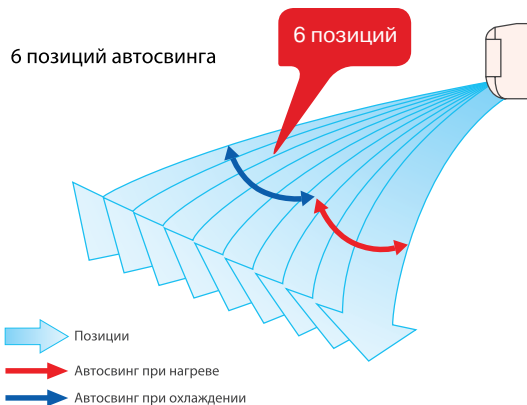 6 позиций
6 позиций автосвинга
Позиции
Автосвинг при нагреве
Автосвинг при охлаждении